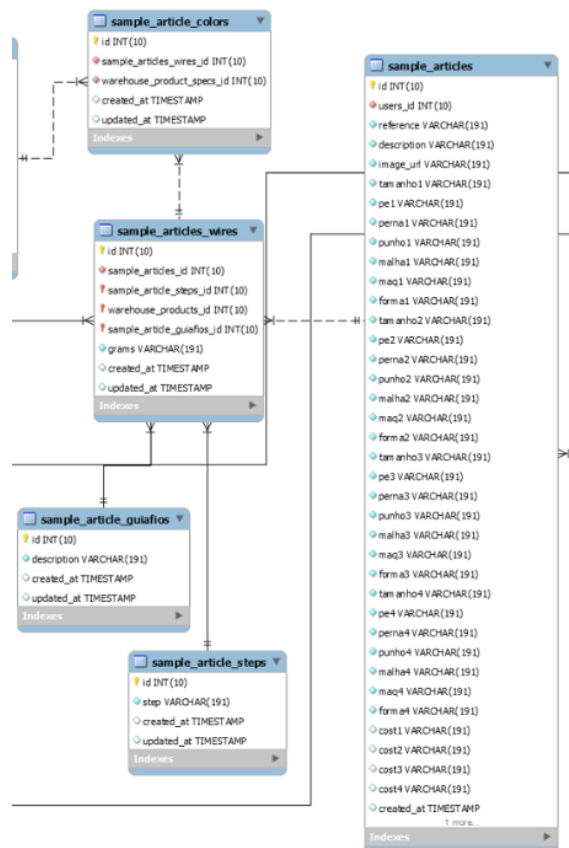 sample_article_colors
id INT(10)
sample_articles_wires_id INT(10)
warehouse_product_specs_id INT(10)
created_at TIMESTAMP
updated_at TIMESTAMP
Indexes
sample_articles_wires
id INT(10)
sample_articles_id INT(10)
sample_article_steps_id INT(10)
warehouse_products_id INT(10)
sample_article_guiafios_id INT(10)
grams VARCHAR(191)
created_at TIMESTAMP
updated_at TIMESTAMP
Indexes
sample_article_guiafios
id INT(10)
description VARCHAR(191)
created_at TIMESTAMP
updated_at TIMESTAMP
Indexes
sample_article_steps
id INT(10)
step VARCHAR(191)
created_at TIMESTAMP
updated_at TIMESTAMP
Indexes
sample_articles
id INT(10)
users_id INT(10)
reference VARCHAR(191)
description VARCHAR(191)
image_url VARCHAR(191)
tamanho1 VARCHAR(191)
pe1 VARCHAR(191)
perna1 VARCHAR(191)
punho1 VARCHAR(191)
malha1 VARCHAR(191)
maq1 VARCHAR(191)
forma1 VARCHAR(191)
tamanho2 VARCHAR(191)
pe2 VARCHAR(191)
perna2 VARCHAR(191)
punho2 VARCHAR(191)
malha2 VARCHAR(191)
maq2 VARCHAR(191)
forma2 VARCHAR(191)
tamanho3 VARCHAR(191)
pe3 VARCHAR(191)
perna3 VARCHAR(191)
punho3 VARCHAR(191)
malha3 VARCHAR(191)
maq3 VARCHAR(191)
forma3 VARCHAR(191)
tamanho4 VARCHAR(191)
pe4 VARCHAR(191)
perna4 VARCHAR(191)
punho4 VARCHAR(191)
malha4 VARCHAR(191)
maq4 VARCHAR(191)
forma4 VARCHAR(191)
cost1 VARCHAR(191)
cost2 VARCHAR(191)
cost3 VARCHAR(191)
cost4 VARCHAR(191)
created_at TIMESTAMP
1 more...
Indexes